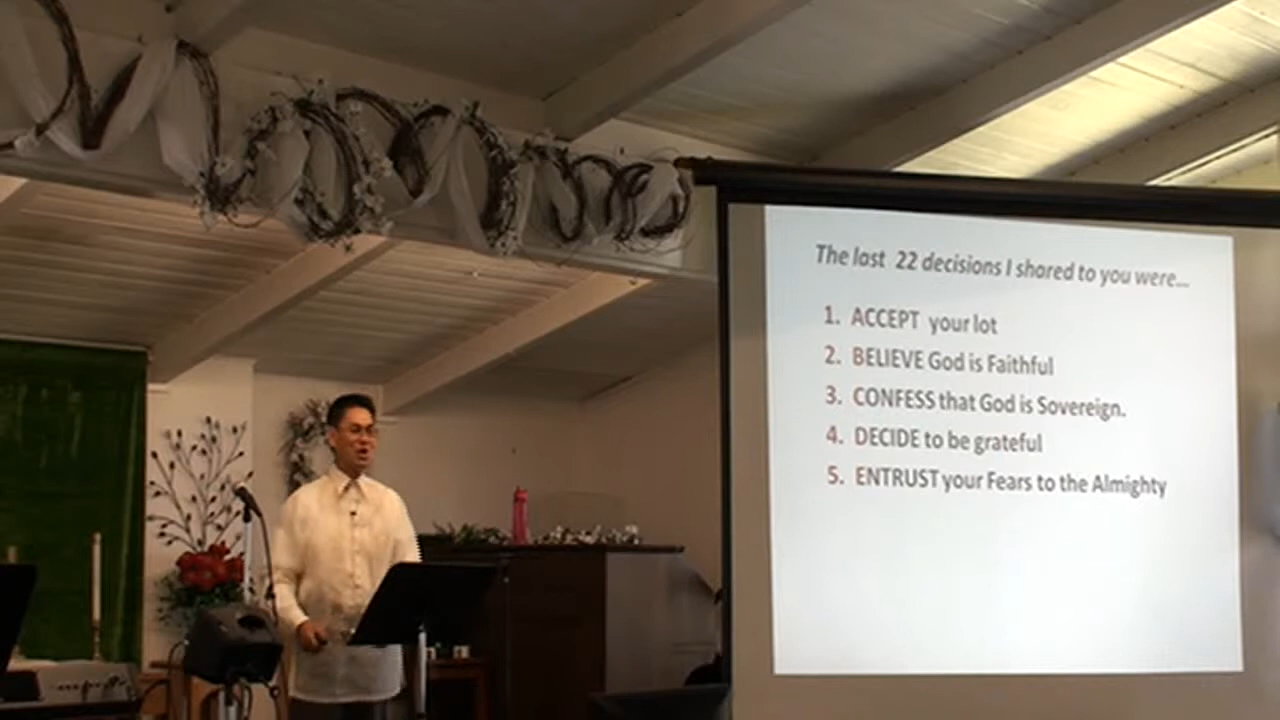 The last 22 decisions I shared to you were...
1. ACCEPT your lot
2. BELIEVE God is Faithful
3. CONFESS that God is Sovereign.
4. DECIDE to be grateful
5. ENTRUST your Fears to the Almighty